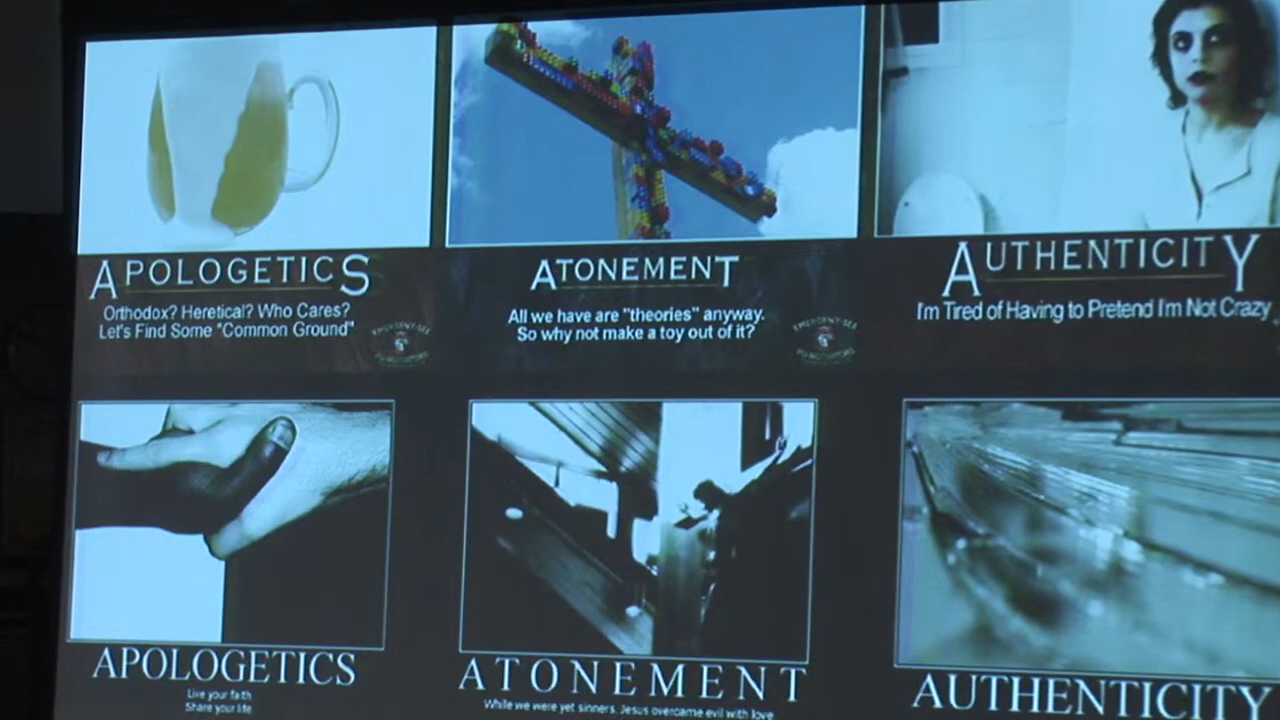 APOLOGETICS
Orthodox? Heretical? Who Cares?
Let's Find Some "Common Ground"
ATONEMENT
All we have are "theories" anyway.
So why not make a toy out of it?
AUTHENTICITY
I'm Tired of Having to Pretend I'm Not Crazy
APOLOGETICS
Live your faith
Share your life
ATONEMENT
While we were yet sinners, Jesus overcame evil with love
AUTHENTICITY